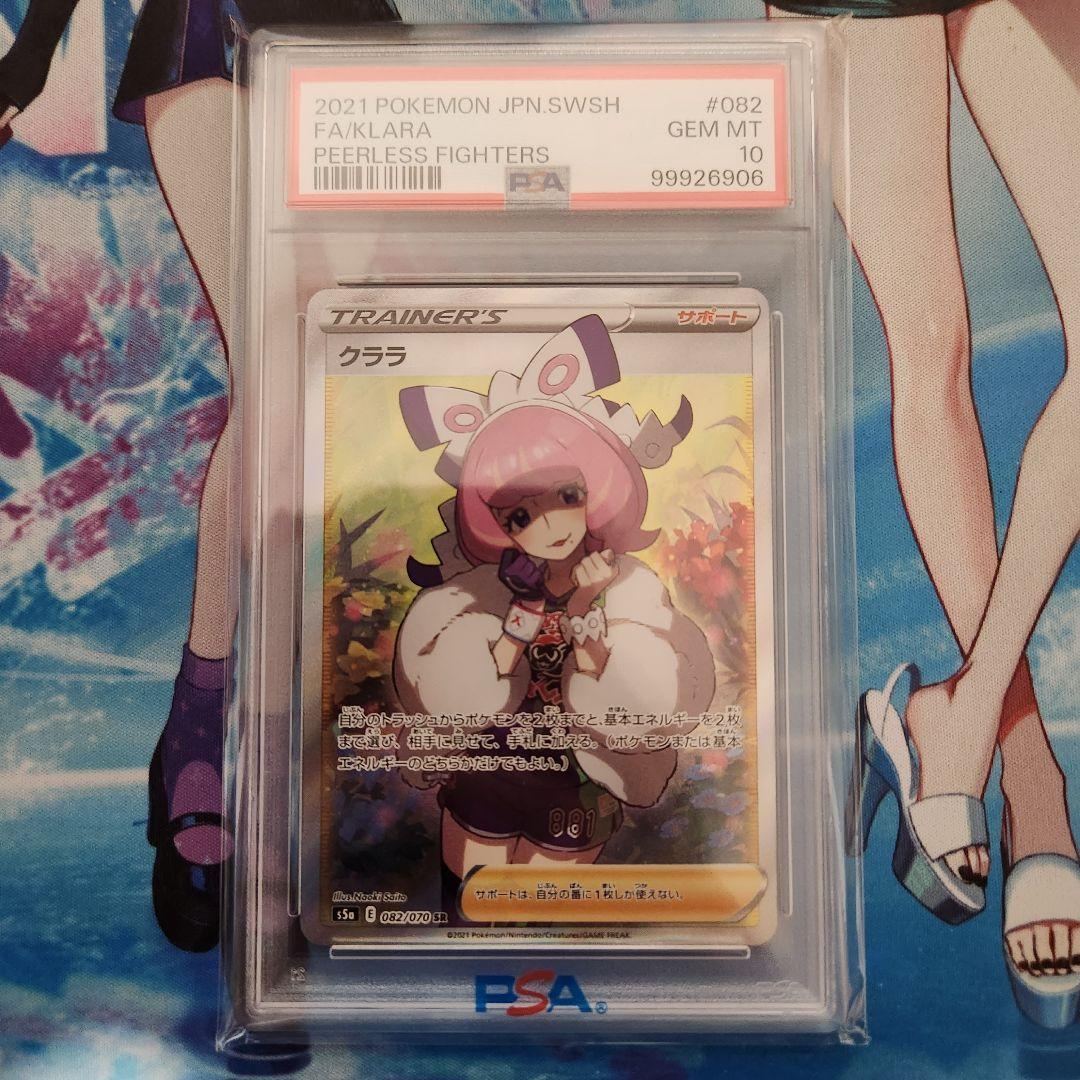 2021 POKEMON JPN.SWSH #082
FA/KLARA GEM MT
PEERLESS FIGHTERS 10
PSA 99926906
TRAINER'S サポート
クララ
自分のトラッシュからポケモンを2枚までと、基本エネルギーを2枚
まで選び、相手に見せて、手札に加える。(ポケモンまたは基本
エネルギーのどちらかだけでもよい。)
881
サポートは、自分の番に1枚しか使えない。
Illus.Naoki Saito
s5a E 082/070 SR
©2021 Pokémon/Nintendo/Creatures/GAME FREAK.
PSA®